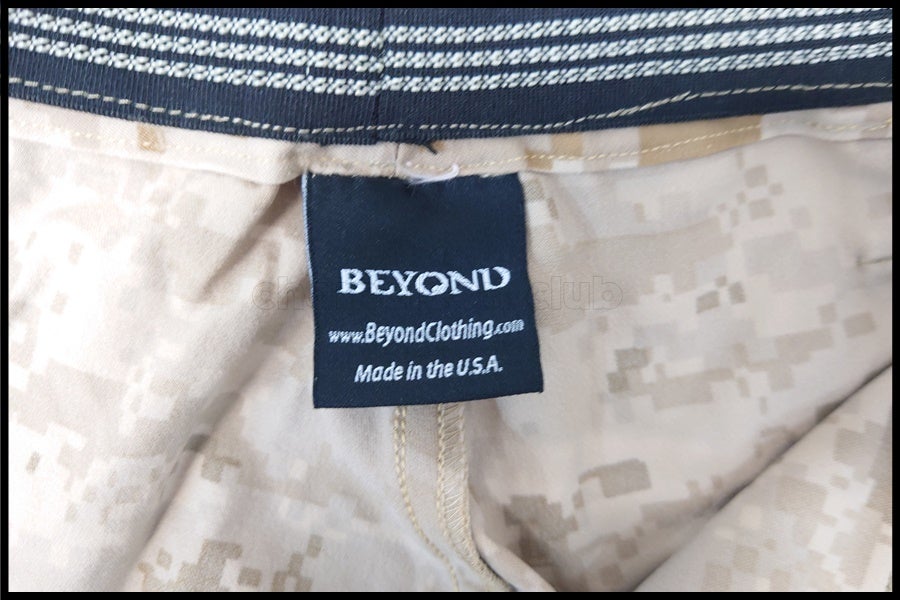 BEYOND
www.BeyondClothing.com
Made in the U.S.A.